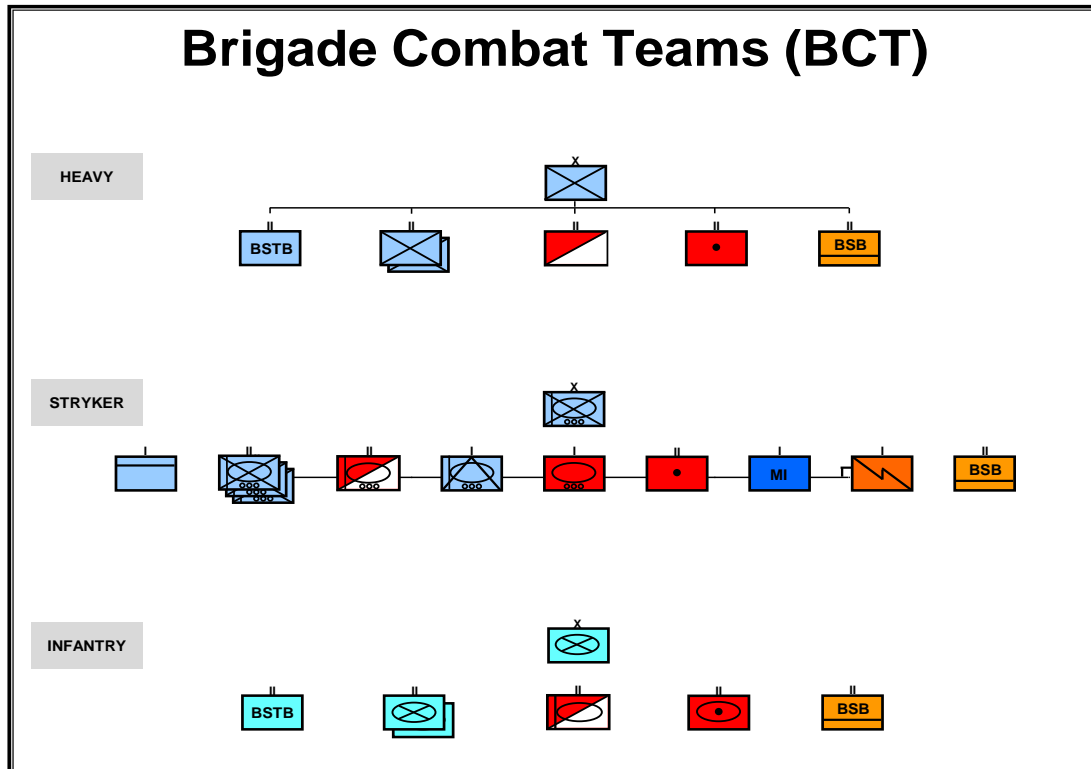 Brigade Combat Teams (BCT)
HEAVY
X
II II II II II
BSTB BSB
STRYKER
X
I II II I I II I I II
MI BSB
INFANTRY
X
II II II II II
BSTB BSB